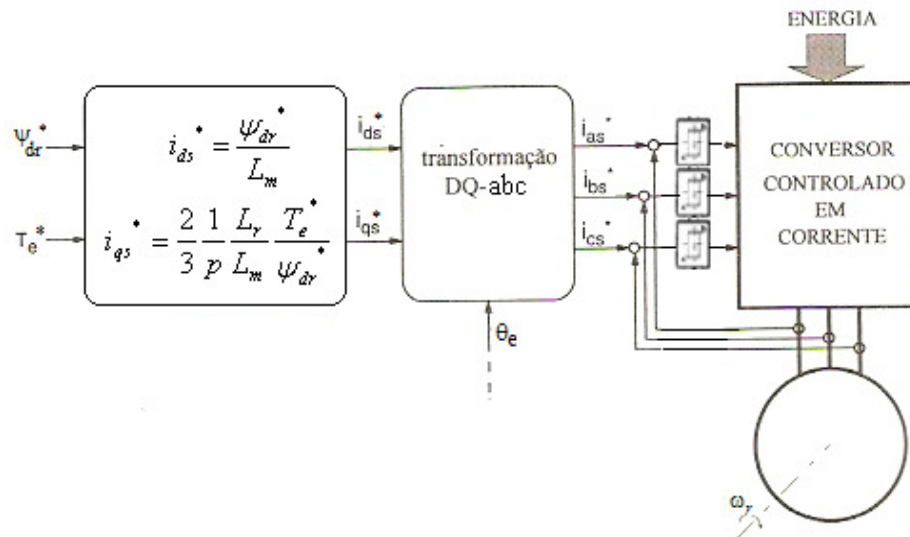 ENERGIA
ψdr*
Te*
ids* = ψdr* / Lm
iqs* = 2/3 1/p Lr/Lm Te*/ψdr*
ids*
iqs*
transformação
DQ-abc
θe
ias*
ibs*
ics*
CONVERSOR
CONTROLADO
EM
CORRENTE
ωr